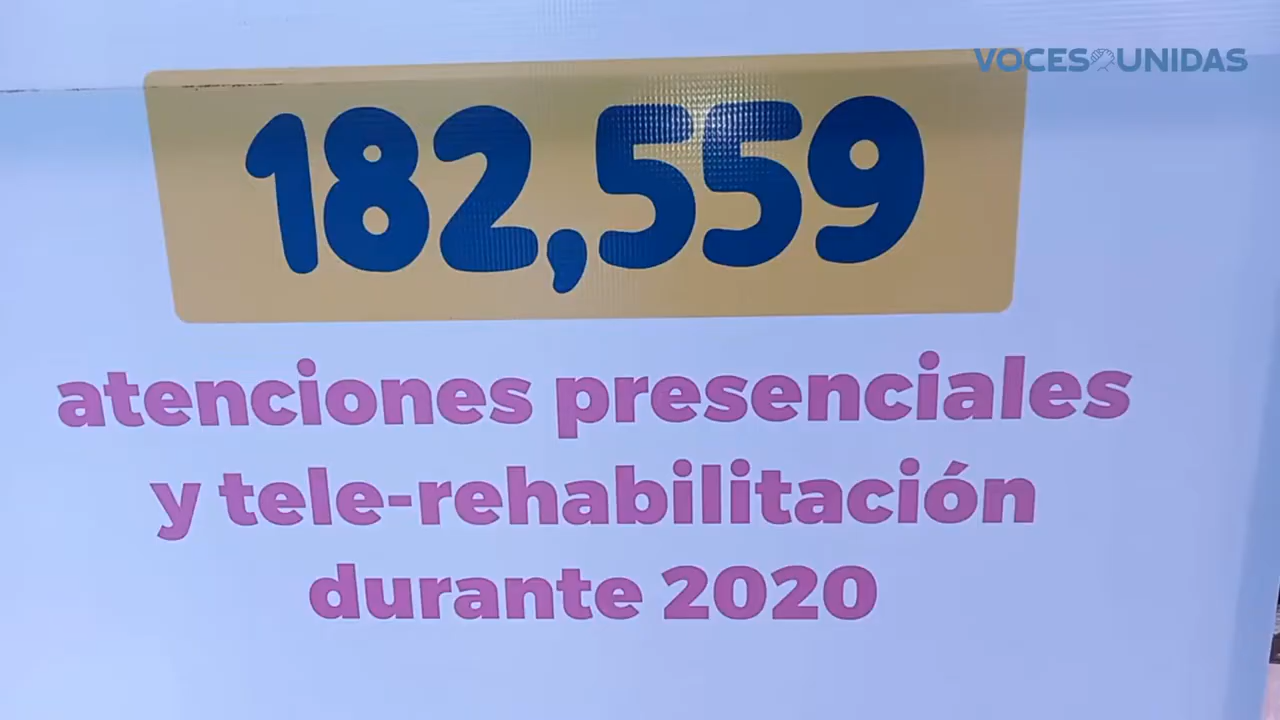 VOCES UNIDAS
182,559
atenciones presenciales
y tele-rehabilitación
durante 2020